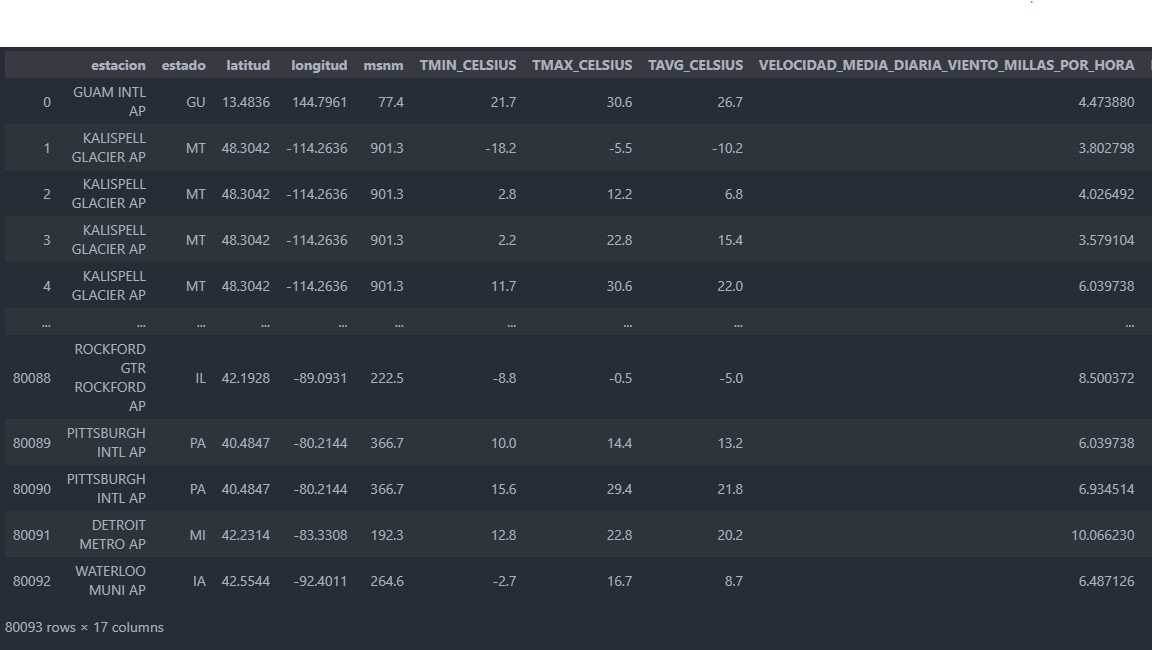 estacion estado latitud longitud msnm TMIN_CELSIUS TMAX_CELSIUS TAVG_CELSIUS VELOCIDAD_MEDIA_DIARIA_VIENTO_MILLAS_POR_HORA
0 GUAM INTL AP GU 13.4836 144.7961 77.4 21.7 30.6 26.7 4.473880
1 KALISPELL GLACIER AP MT 48.3042 -114.2636 901.3 -18.2 -5.5 -10.2 3.802798
2 KALISPELL GLACIER AP MT 48.3042 -114.2636 901.3 2.8 12.2 6.8 4.026492
3 KALISPELL GLACIER AP MT 48.3042 -114.2636 901.3 2.2 22.8 15.4 3.579104
4 KALISPELL GLACIER AP MT 48.3042 -114.2636 901.3 11.7 30.6 22.0 6.039738
... ... ... ... ... ... ... ... ... ...
80088 ROCKFORD GTR ROCKFORD AP IL 42.1928 -89.0931 222.5 -8.8 -0.5 -5.0 8.500372
80089 PITTSBURGH INTL AP PA 40.4847 -80.2144 366.7 10.0 14.4 13.2 6.039738
80090 PITTSBURGH INTL AP PA 40.4847 -80.2144 366.7 15.6 29.4 21.8 6.934514
80091 DETROIT METRO AP MI 42.2314 -83.3308 192.3 12.8 22.8 20.2 10.066230
80092 WATERLOO MUNI AP IA 42.5544 -92.4011 264.6 -2.7 16.7 8.7 6.487126
80093 rows × 17 columns